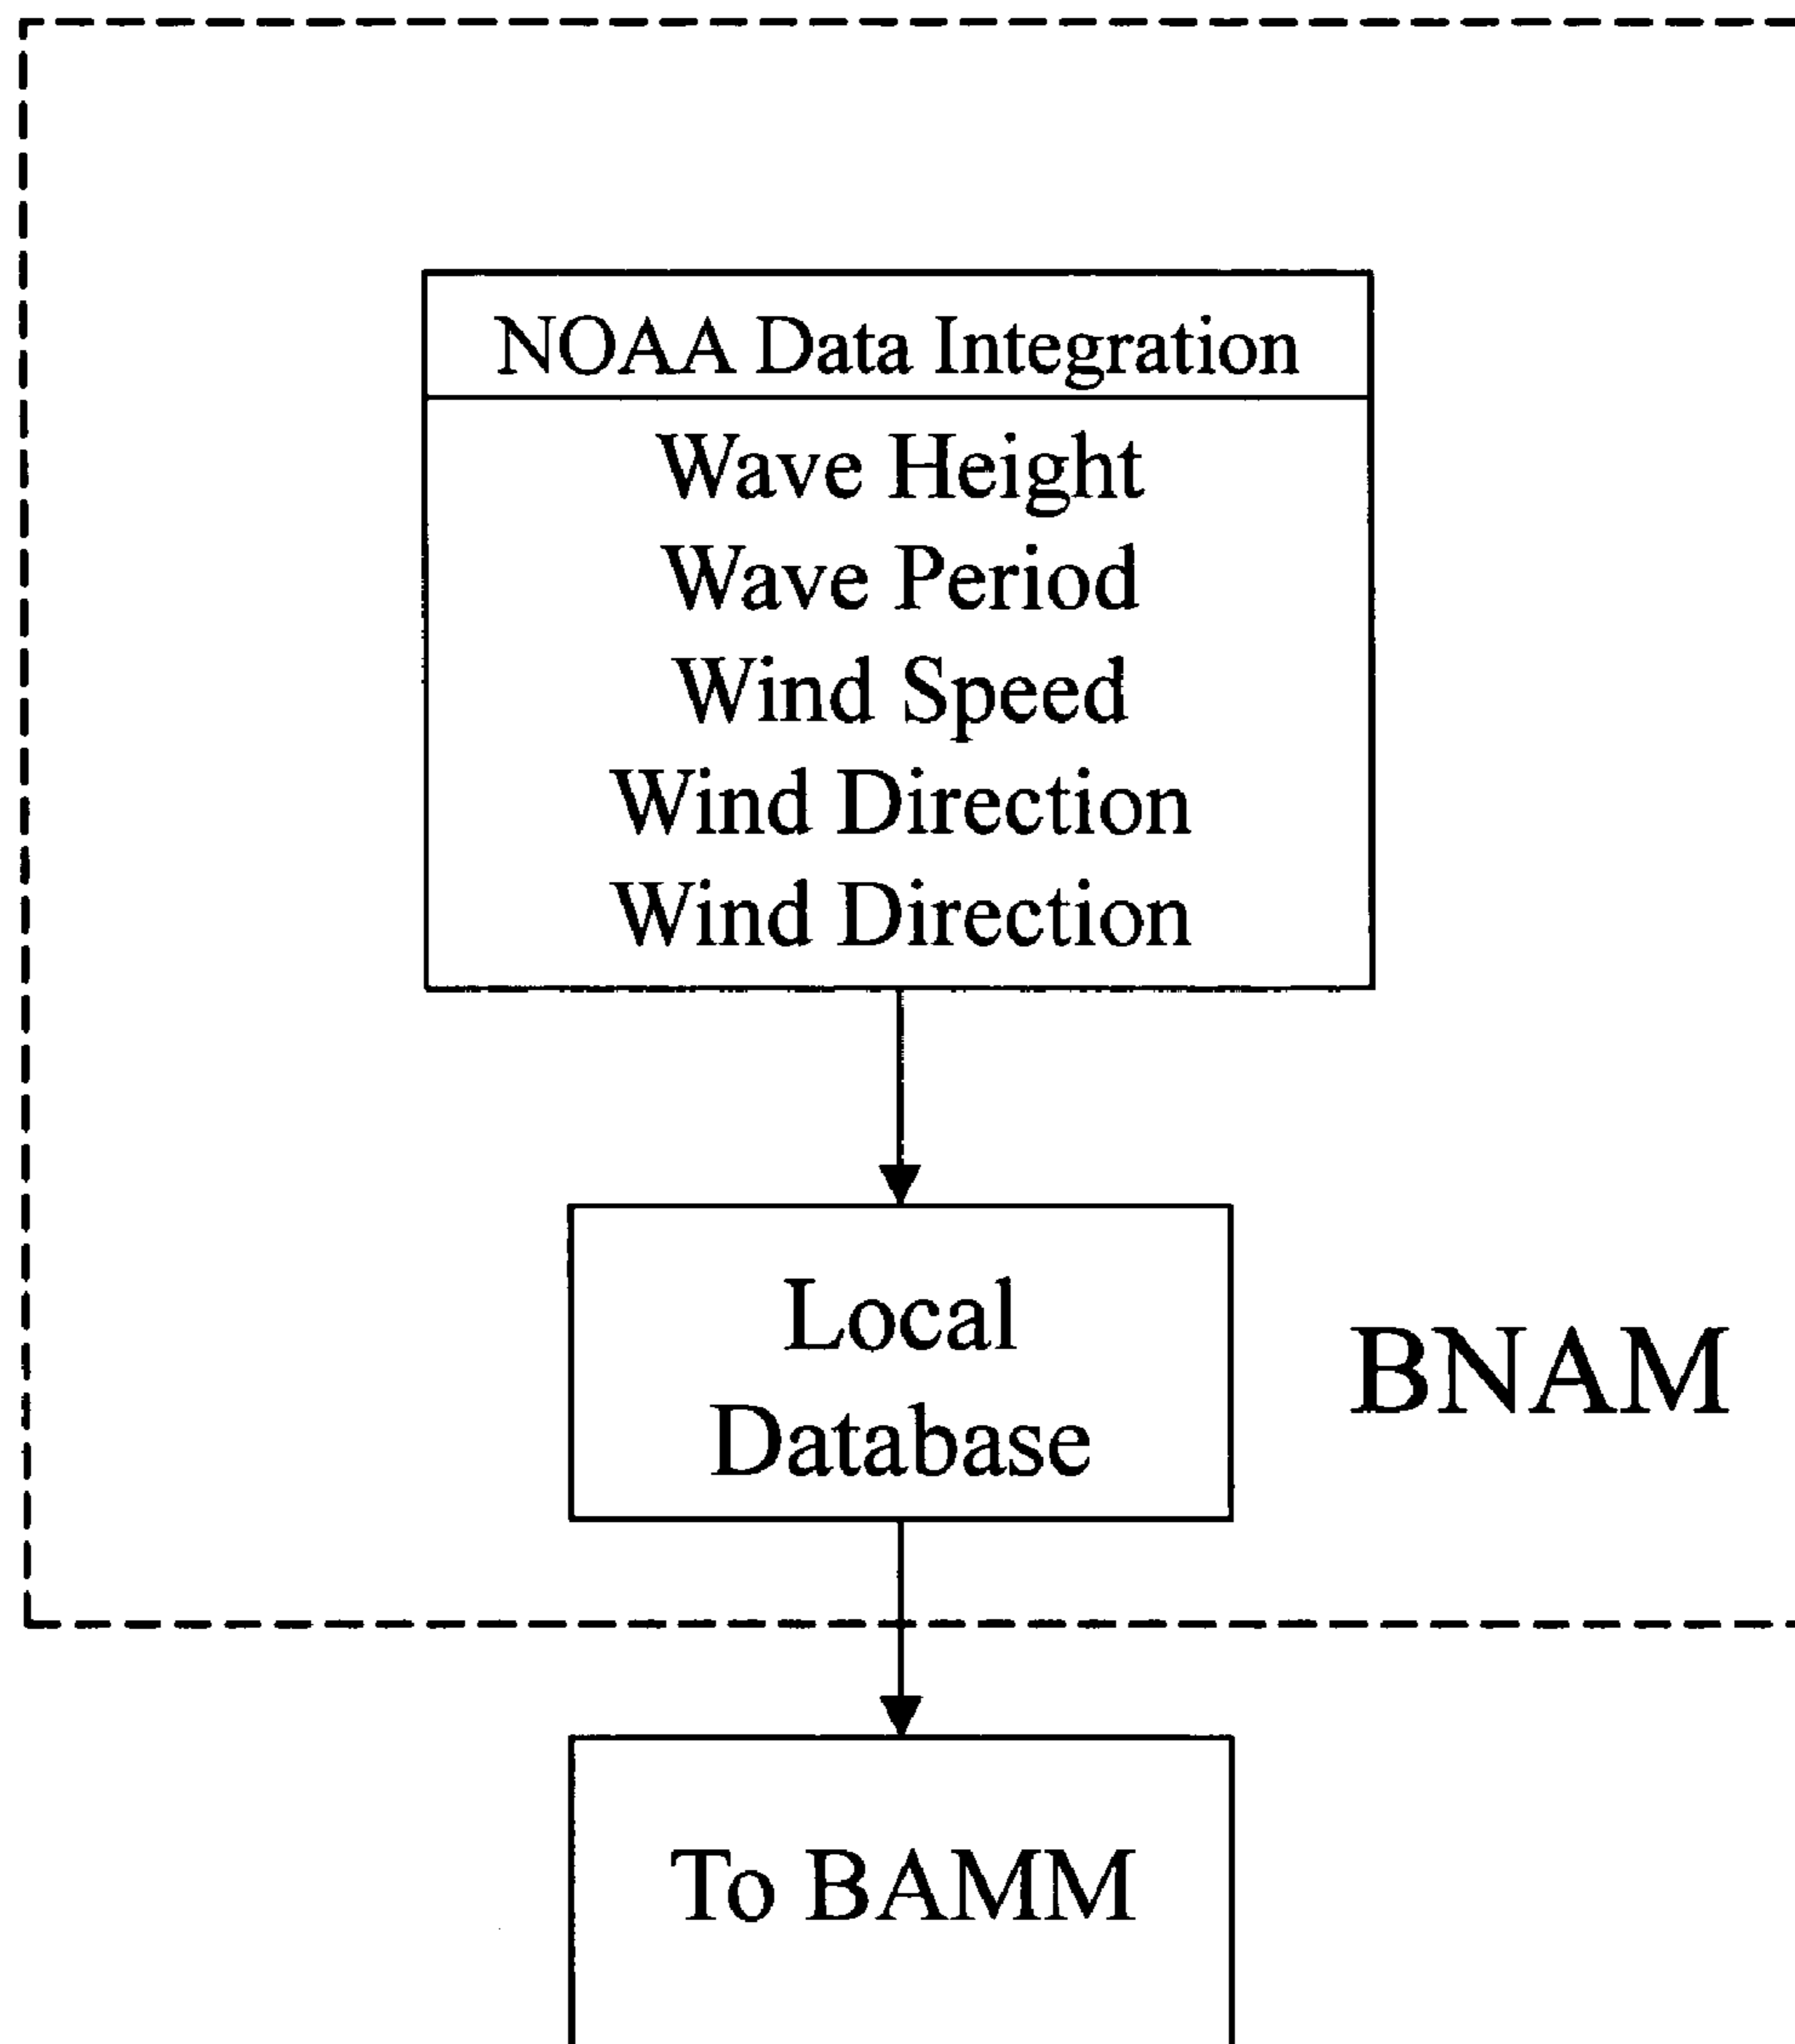 NOAA Data Integration
Wave Height
Wave Period
Wind Speed
Wind Direction
Wind Direction
Local
Database
BNAM
To BAMM